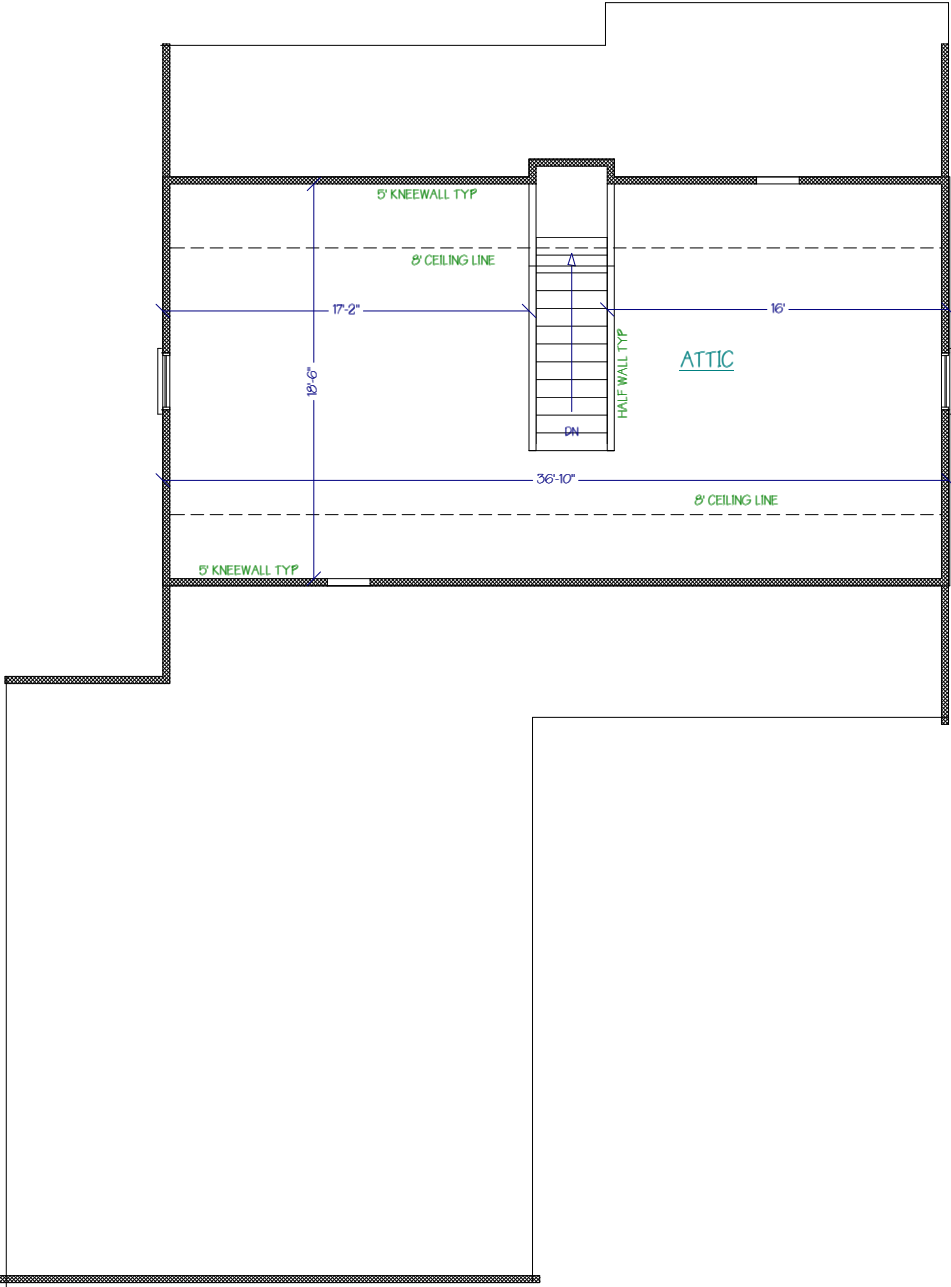 5' KNEEWALL TYP
8' CEILING LINE
17'-2"
16'
HALF WALL TYP
ATTIC
18'-6"
DN
36'-10"
8' CEILING LINE
5' KNEEWALL TYP